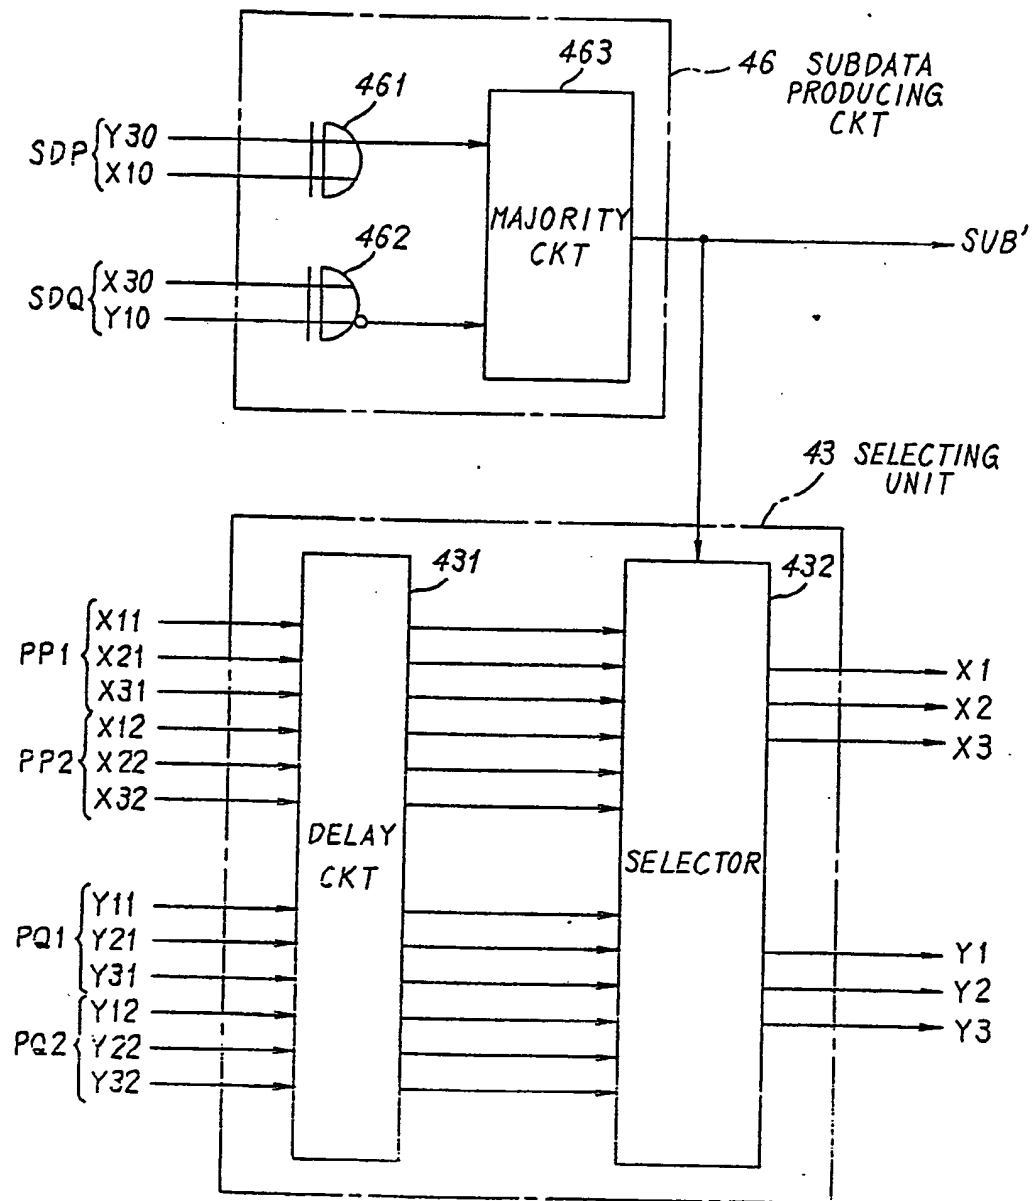 461
463
46 SUBDATA
PRODUCING
CKT
SDP
Y30
X10
462
MAJORITY
CKT
SUB'
SDQ
X30
Y10
43 SELECTING
UNIT
431
432
PP1
X11
X21
X31
PP2
X12
X22
X32
X1
X2
X3
DELAY
CKT
SELECTOR
PQ1
Y11
Y21
Y31
PQ2
Y12
Y22
Y32
Y1
Y2
Y3